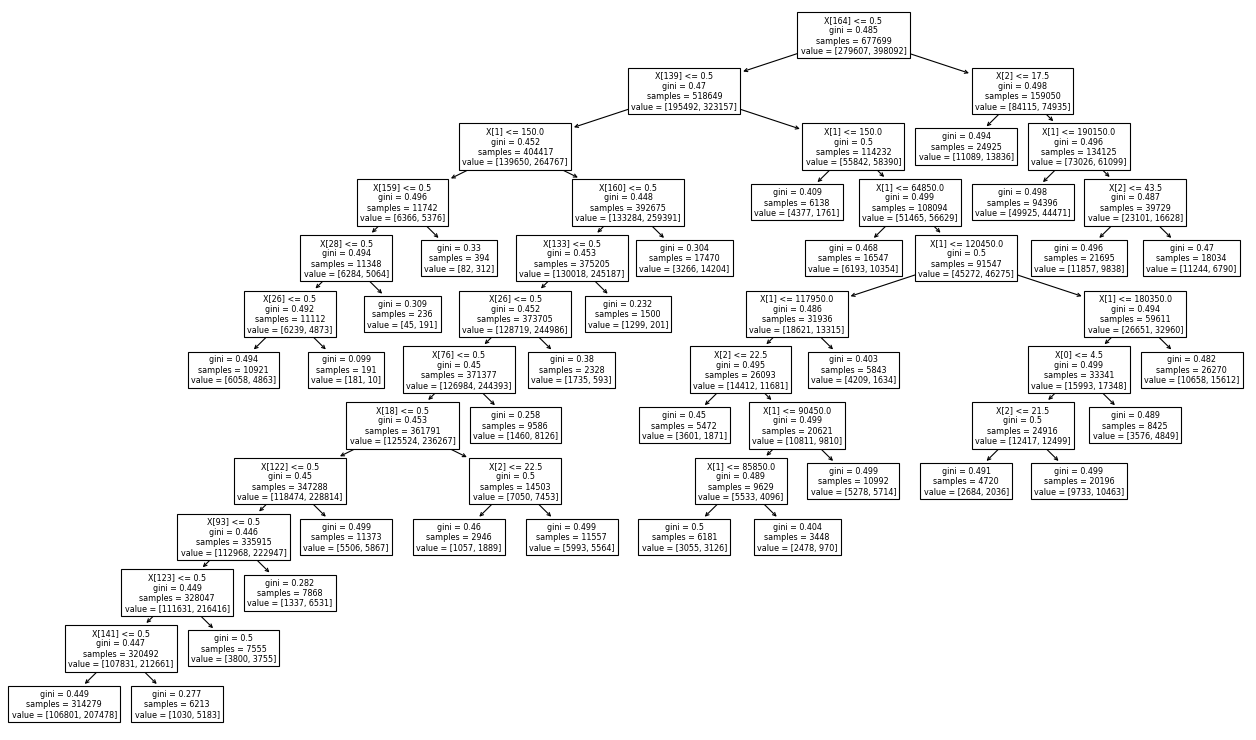 X[164] <= 0.5
gini = 0.485
samples = 677699
value = [279607, 398092]
X[139] <= 0.5
gini = 0.47
samples = 518649
value = [195492, 323157]
X[2] <= 17.5
gini = 0.498
samples = 159050
value = [84115, 74935]
X[1] <= 150.0
gini = 0.452
samples = 404417
value = [139650, 264767]
X[1] <= 150.0
gini = 0.5
samples = 114232
value = [55842, 58390]
gini = 0.494
samples = 24925
value = [11089, 13836]
X[1] <= 190150.0
gini = 0.496
samples = 134125
value = [73026, 61099]
X[159] <= 0.5
gini = 0.496
samples = 11742
value = [6366, 5376]
X[160] <= 0.5
gini = 0.448
samples = 392675
value = [133284, 259391]
gini = 0.409
samples = 6138
value = [4377, 1761]
X[1] <= 64850.0
gini = 0.499
samples = 108094
value = [51465, 56629]
gini = 0.498
samples = 94396
value = [49925, 44471]
X[2] <= 43.5
gini = 0.487
samples = 39729
value = [23101, 16628]
X[28] <= 0.5
gini = 0.494
samples = 11348
value = [6284, 5064]
gini = 0.33
samples = 394
value = [82, 312]
X[133] <= 0.5
gini = 0.453
samples = 375205
value = [130018, 245187]
gini = 0.304
samples = 17470
value = [3266, 14204]
gini = 0.468
samples = 16547
value = [6193, 10354]
X[1] <= 120450.0
gini = 0.5
samples = 91547
value = [45272, 46275]
gini = 0.496
samples = 21695
value = [11857, 9838]
gini = 0.47
samples = 18034
value = [11244, 6790]
X[26] <= 0.5
gini = 0.492
samples = 11112
value = [6239, 4873]
gini = 0.309
samples = 236
value = [45, 191]
X[26] <= 0.5
gini = 0.452
samples = 373705
value = [128719, 244986]
gini = 0.232
samples = 1500
value = [1299, 201]
X[1] <= 117950.0
gini = 0.486
samples = 31936
value = [18621, 13315]
X[1] <= 180350.0
gini = 0.494
samples = 59611
value = [26651, 32960]
gini = 0.494
samples = 10921
value = [6058, 4863]
gini = 0.099
samples = 191
value = [181, 10]
X[76] <= 0.5
gini = 0.45
samples = 371377
value = [126984, 244393]
gini = 0.38
samples = 2328
value = [1735, 593]
X[2] <= 22.5
gini = 0.495
samples = 26093
value = [14412, 11681]
gini = 0.403
samples = 5843
value = [4209, 1634]
X[0] <= 4.5
gini = 0.499
samples = 33341
value = [15993, 17348]
gini = 0.482
samples = 26270
value = [10658, 15612]
X[18] <= 0.5
gini = 0.453
samples = 361791
value = [125524, 236267]
gini = 0.258
samples = 9586
value = [1460, 8126]
gini = 0.45
samples = 5472
value = [3601, 1871]
X[1] <= 90450.0
gini = 0.499
samples = 20621
value = [10811, 9810]
X[2] <= 21.5
gini = 0.5
samples = 24916
value = [12417, 12499]
gini = 0.489
samples = 8425
value = [3576, 4849]
X[122] <= 0.5
gini = 0.45
samples = 347288
value = [118474, 228814]
X[2] <= 22.5
gini = 0.5
samples = 14503
value = [7050, 7453]
X[1] <= 85850.0
gini = 0.489
samples = 9629
value = [5533, 4096]
gini = 0.499
samples = 10992
value = [5278, 5714]
gini = 0.491
samples = 4720
value = [2684, 2036]
gini = 0.499
samples = 20196
value = [9733, 10463]
X[93] <= 0.5
gini = 0.446
samples = 335915
value = [112968, 222947]
gini = 0.499
samples = 11373
value = [5506, 5867]
gini = 0.46
samples = 2946
value = [1057, 1889]
gini = 0.499
samples = 11557
value = [5993, 5564]
gini = 0.5
samples = 6181
value = [3055, 3126]
gini = 0.404
samples = 3448
value = [2478, 970]
X[123] <= 0.5
gini = 0.449
samples = 328047
value = [111631, 216416]
gini = 0.282
samples = 7868
value = [1337, 6531]
X[141] <= 0.5
gini = 0.447
samples = 320492
value = [107831, 212661]
gini = 0.5
samples = 7555
value = [3800, 3755]
gini = 0.449
samples = 314279
value = [106801, 207478]
gini = 0.277
samples = 6213
value = [1030, 5183]